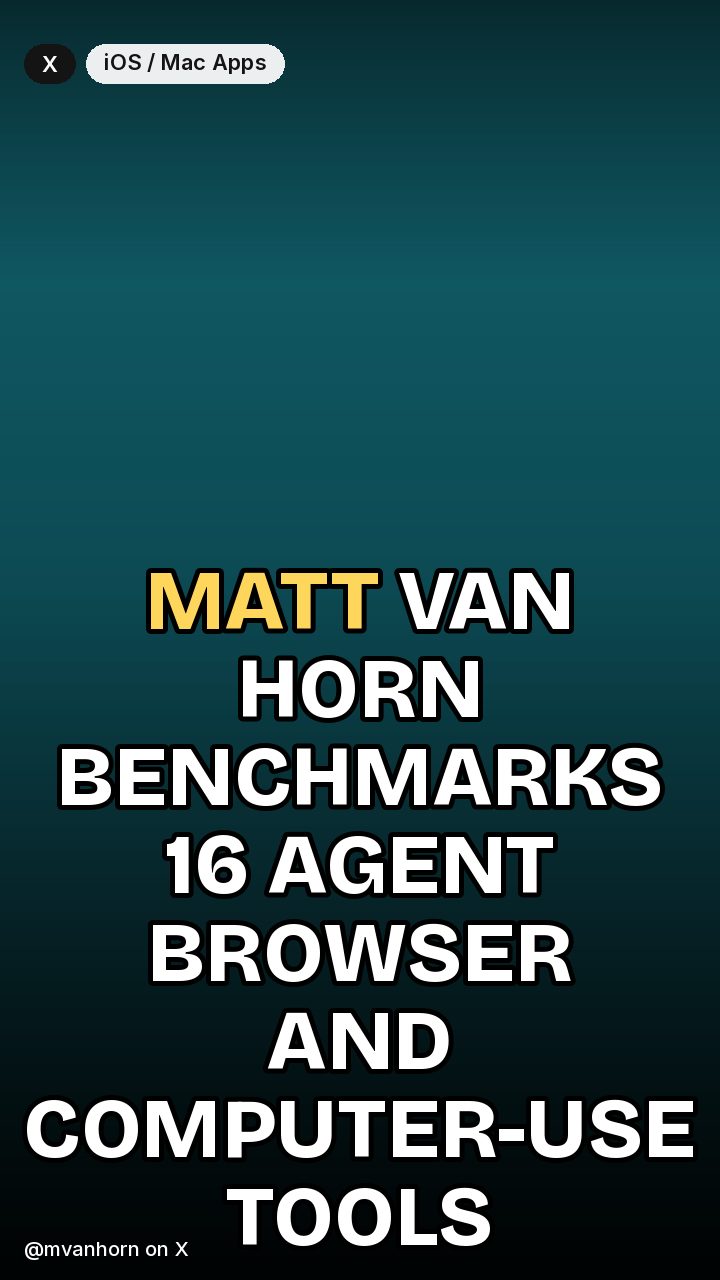 X
iOS / Mac Apps
MATT VAN
HORN
BENCHMARKS
16 AGENT
BROWSER
AND
COMPUTER-USE
TOOLS
@mvanhorn on X